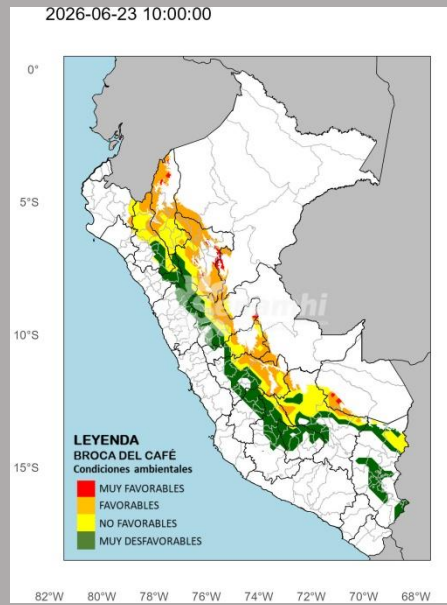 2026-06-23 10:00:00
0°
5°S
10°S
15°S
senamhi
LEYENDA
BROCA DEL CAFÉ
Condiciones ambientales
MUY FAVORABLES
FAVORABLES
NO FAVORABLES
MUY DESFAVORABLES
82°W 80°W 78°W 76°W 74°W 72°W 70°W 68°W